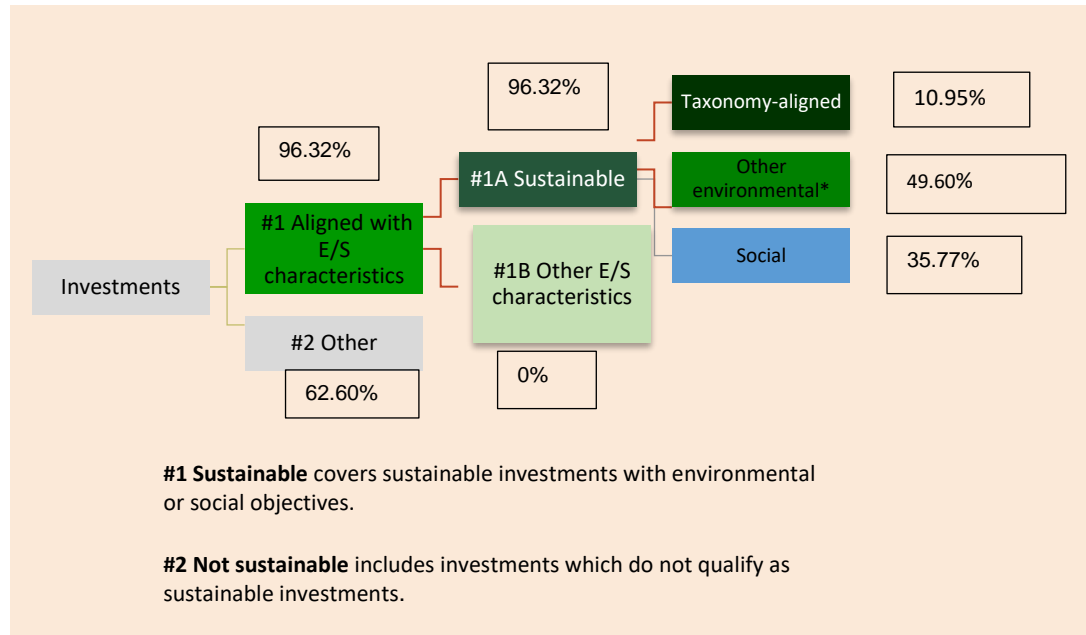 96.32%
Taxonomy-aligned
10.95%
96.32%
#1A Sustainable
Other
environmental*
49.60%
#1 Aligned with
E/S
characteristics
Social
35.77%
Investments
#1B Other E/S
characteristics
#2 Other
62.60%
0%
#1 Sustainable covers sustainable investments with environmental
or social objectives.
#2 Not sustainable includes investments which do not qualify as
sustainable investments.